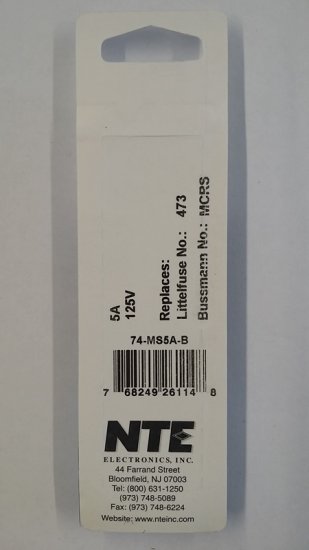 5A
125V
Replaces:
Littelfuse No.: 473
Bussmann No.: MCRS
74-MS5A-B
7 68249 26114 8
NTE
ELECTRONICS, INC.
44 Farrand Street
Bloomfield, NJ 07003
Tel: (800) 631-1250
(973) 748-5089
Fax: (973) 748-6224
Website: www.nteinc.com